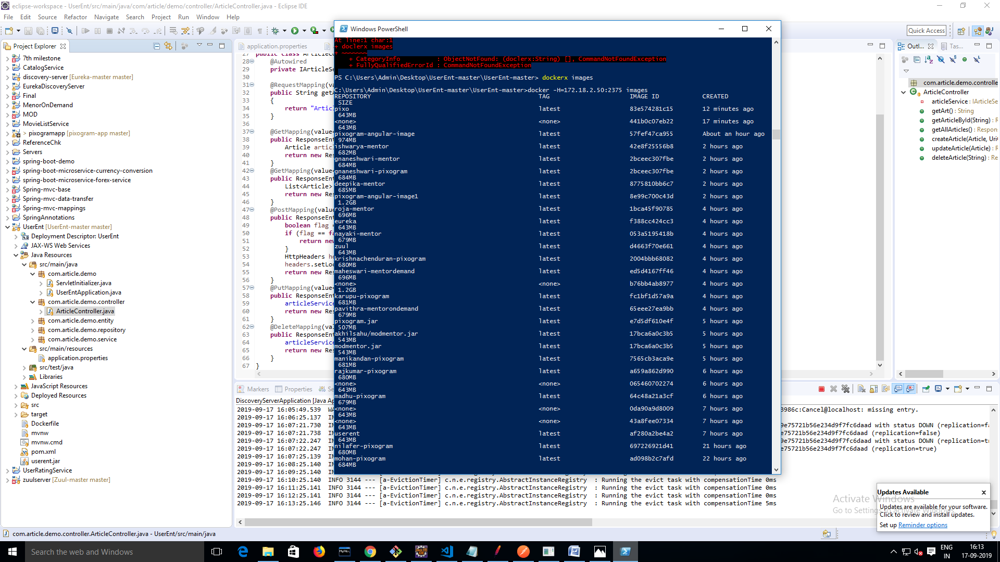 eclipse-workspace - UserEnt/src/main/java/com/article/demo/controller/ArticleController.java - Eclipse IDE
File Edit Source Refactor Navigate Search Project Run Window Help
Quick Access
Project Explorer
7th milestone
CatalogService
discovery-server [Eureka-master master]
EurekaDiscoveryServer
Final
MenorOnDemand
MOD
MovieListService
> pixogramapp [pixogram-app master]
ReferenceChk
Servers
spring-boot-demo
spring-boot-microservice-currency-conversion
spring-boot-microservice-forex-service
Spring-mvc-base
Spring-mvc-data-transfer
Spring-mvc-mappings
SpringAnnotations
UserEnt [UserEnt-master master]
Deployment Descriptor: UserEnt
JAX-WS Web Services
Java Resources
src/main/java
com.article.demo
ServletInitializer.java
UserEntApplication.java
com.article.demo.controller
ArticleController.java
com.article.demo.entity
com.article.demo.repository
com.article.demo.service
src/main/resources
application.properties
src/test/java
Libraries
JavaScript Resources
Deployed Resources
src
target
Dockerfile
mvnw
mvnw.cmd
pom.xml
userent.jar
UserRatingService
zuulserver [Zuul-master master]
application.properties
27 public class ArticleCo
28 @Autowired
29 private IArticleSe
30
31 @RequestMapping(va
32 public String getA
33 {
34 return "Articl
35 }
36
37 @GetMapping(value=
38 public ResponseEnt
39 Article articl
40 return new Res
41 }
42 @GetMapping(value=
43 public ResponseEnt
44 List<Article>
45 return new Res
46 }
47 @PostMapping(value
48 public ResponseEnt
49 boolean flag =
50 if (flag == fa
51 return new
52 }
53 HttpHeaders he
54 headers.setLoc
55 return new Res
56 }
57 @PutMapping(value=
58 public ResponseEnt
59 articleService
60 return new Res
61 }
62 @DeleteMapping(val
63 public ResponseEnt
64 articleService
65 return new Res
66 }
67 }
Windows PowerShell
At line:1 char:1
+ doclerx images
+ ~~~~~~~
+ CategoryInfo : ObjectNotFound: (doclerx:String) [], CommandNotFoundException
+ FullyQualifiedErrorId : CommandNotFoundException
PS C:\Users\Admin\Desktop\UserEnt-master\UserEnt-master> dockerx images
C:\Users\Admin\Desktop\UserEnt-master\UserEnt-master>docker -H=172.18.2.50:2375 images
REPOSITORY TAG IMAGE ID CREATED
SIZE
pixo latest 83e574281c15 12 minutes ago
643MB
<none> <none> 441b0c07eb22 17 minutes ago
643MB
pixogram-angular-image latest 57fef47ca955 About an hour ago
974MB
ishwarya-mentor latest 42e8f25556b8 2 hours ago
682MB
gnaneshwari-mentor latest 2bceec307fbe 2 hours ago
684MB
gnaneshwari-pixogram latest 2bceec307fbe 2 hours ago
684MB
deepika-mentor latest 8775810bb6c7 2 hours ago
685MB
pixogram-angular-image1 latest 8e99c700c43d 2 hours ago
1.2GB
roja-mentor latest 1bca45f90785 4 hours ago
696MB
eureka latest f388cc424cc3 4 hours ago
643MB
nayaki-mentor latest 053a5195418b 4 hours ago
679MB
zuul latest d4663f70e661 4 hours ago
643MB
krishnachenduran-pixogram latest 2004bbb68082 4 hours ago
680MB
maheswari-mentordemand latest ed5d4167ff46 4 hours ago
696MB
<none> <none> b76bb4ab8977 4 hours ago
1.2GB
karupu-pixogram latest fc1bf1d57a9a 4 hours ago
681MB
pavithra-mentorondemand latest 65eee27ea9bb 4 hours ago
679MB
pixogram.jar latest e7d5df610e4f 5 hours ago
507MB
akhilsahu/modmentor.jar latest 17bca6a0c3b5 5 hours ago
543MB
modmentor.jar latest 17bca6a0c3b5 5 hours ago
543MB
manikandan-pixogram latest 7565cb3aca9e 5 hours ago
681MB
rajkumar-pixogram latest a659a862d990 6 hours ago
680MB
<none> <none> 065460702274 6 hours ago
643MB
madhu-pixogram latest 64c48a21a3cf 6 hours ago
679MB
<none> <none> 0da90a9d8009 7 hours ago
643MB
<none> <none> 43a8fee07334 7 hours ago
643MB
userent latest af280a2be4a2 7 hours ago
643MB
nilafer-pixogram latest 697226921d41 21 hours ago
680MB
mohan-pixogram latest ad098b2c7afd 22 hours ago
684MB
Outl... Tas...
com.article.demo.controlle
ArticleController
articleService : IArticleSe
getArt() : String
getArticleById(String) : R
getAllArticles() : Respon
createArticle(Article, Uri
updateArticle(Article) : R
deleteArticle(String) : Re
Markers Properties Se
DiscoveryServerApplication [Java Ap
2019-09-17 16:05:49.539 WA 3986c:Cancel@localhost: missing entry.
2019-09-17 16:06:25.137 IN
2019-09-17 16:07:21.730 IN 9e75721b56e234d9f7fc6daad with status DOWN (replication=fa
2019-09-17 16:07:21.738 IN 9e75721b56e234d9f7fc6daad (replication=false)
2019-09-17 16:07:22.247 IN 9e75721b56e234d9f7fc6daad with status DOWN (replication=t
2019-09-17 16:07:22.247 IN 9e75721b56e234d9f7fc6daad (replication=true)
2019-09-17 16:07:25.139 IN
2019-09-17 16:08:25.140 IN
2019-09-17 16:09:25.140
2019-09-17 16:10:25.140 INFO 3144 --- [a-EvictionTimer] c.n.e.registry.AbstractInstanceRegistry : Running the evict task with compensationTime 0ms
2019-09-17 16:11:25.141 INFO 3144 --- [a-EvictionTimer] c.n.e.registry.AbstractInstanceRegistry : Running the evict task with compensationTime 0ms
2019-09-17 16:12:25.141 INFO 3144 --- [a-EvictionTimer] c.n.e.registry.AbstractInstanceRegistry : Running the evict task with compensationTime 0ms
2019-09-17 16:13:25.146 INFO 3144 --- [a-EvictionTimer] c.n.e.registry.AbstractInstanceRegistry : Running the evict task with compensationTime 5ms
Activate Windows
Go to Settings to activate Windows.
Updates Available
Updates are available for your software.
Click to review and install updates.
Set up Reminder options
com.article.demo.controller.ArticleController.java - UserEnt/src/main/java
Search the web and Windows
ENG
IN
16:13
17-09-2019